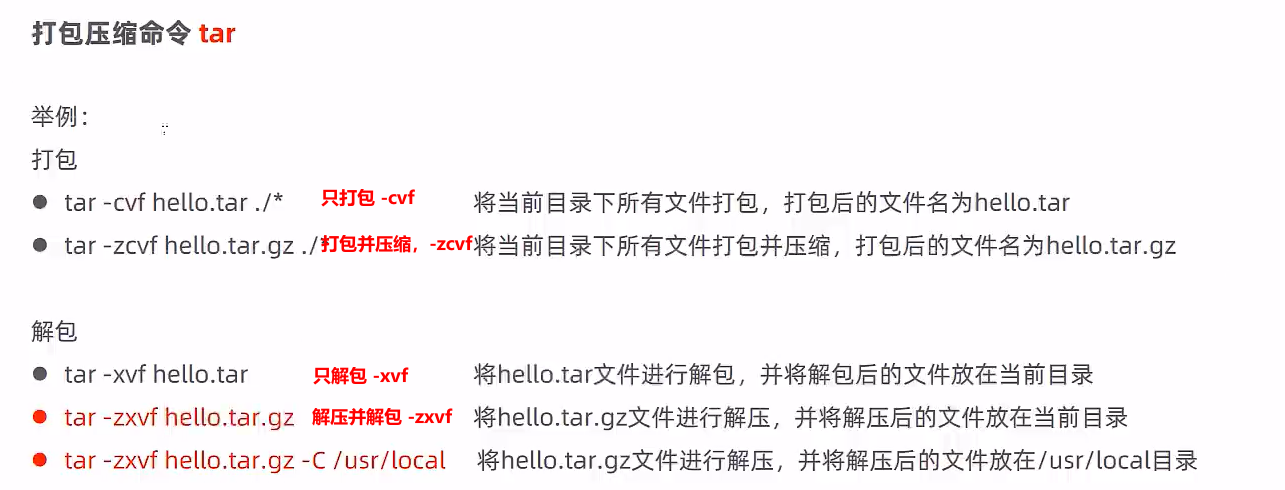 打包压缩命令 tar
举例：
打包
● tar -cvf hello.tar ./* 只打包 -cvf 将当前目录下所有文件打包，打包后的文件名为hello.tar
● tar -zcvf hello.tar.gz ./ 打包并压缩，-zcvf 将当前目录下所有文件打包并压缩，打包后的文件名为hello.tar.gz
解包
● tar -xvf hello.tar 只解包 -xvf 将hello.tar文件进行解包，并将解包后的文件放在当前目录
● tar -zxvf hello.tar.gz 解压并解包 -zxvf 将hello.tar.gz文件进行解压，并将解压后的文件放在当前目录
● tar -zxvf hello.tar.gz -C /usr/local 将hello.tar.gz文件进行解压，并将解压后的文件放在/usr/local目录